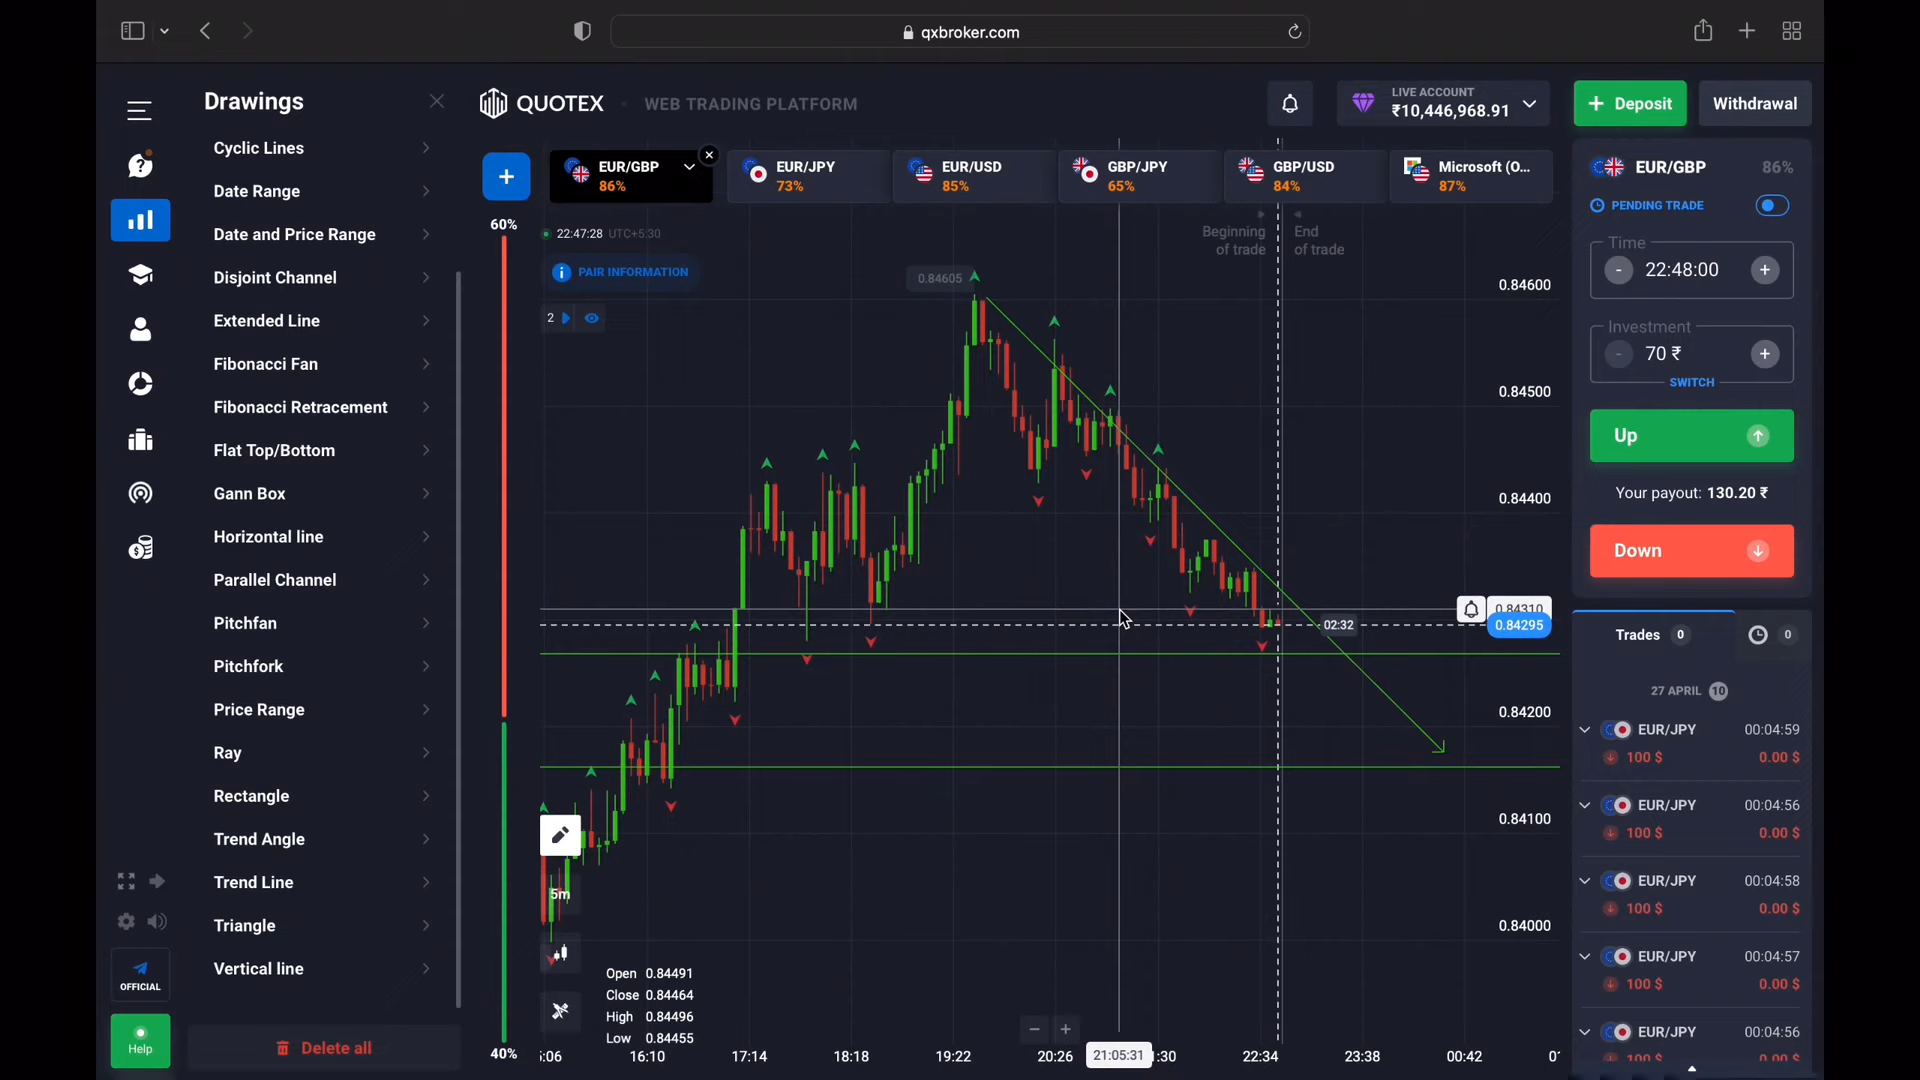 qxbroker.com
Drawings
Cyclic Lines
Date Range
Date and Price Range
Disjoint Channel
Extended Line
Fibonacci Fan
Fibonacci Retracement
Flat Top/Bottom
Gann Box
Horizontal line
Parallel Channel
Pitchfan
Pitchfork
Price Range
Ray
Rectangle
Trend Angle
Trend Line
Triangle
Vertical line
Delete all
OFFICIAL
Help
QUOTEX
WEB TRADING PLATFORM
LIVE ACCOUNT
₹10,446,968.91
+ Deposit
Withdrawal
+
EUR/GBP
86%
EUR/JPY
73%
EUR/USD
85%
GBP/JPY
65%
GBP/USD
84%
Microsoft (O...
87%
60%
40%
22:47:28 UTC+5:30
PAIR INFORMATION
2
Beginning
of trade
End
of trade
0.84605
0.84600
0.84500
0.84400
0.84310
0.84295
02:32
0.84200
0.84100
0.84000
5m
Open 0.84491
Close 0.84464
High 0.84496
Low 0.84455
16:10
17:14
18:18
19:22
20:26
21:05:31
22:34
23:38
00:42
EUR/GBP
86%
PENDING TRADE
Time
- 22:48:00 +
Investment
- 70 ₹ +
SWITCH
Up
Your payout: 130.20 ₹
Down
Trades 0
0
27 APRIL 10
EUR/JPY 00:04:59
100 $ 0.00 $
EUR/JPY 00:04:56
100 $ 0.00 $
EUR/JPY 00:04:58
100 $ 0.00 $
EUR/JPY 00:04:57
100 $ 0.00 $
EUR/JPY 00:04:56
100 $ 0.00 $